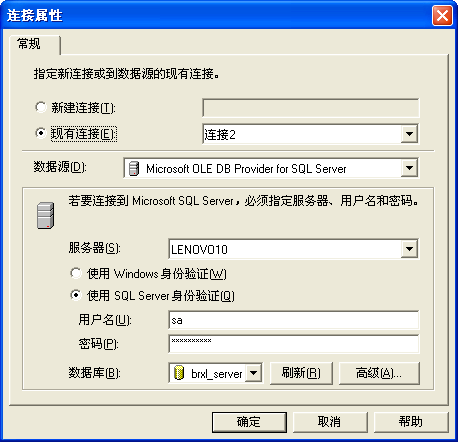 连接属性
常规
指定新连接或到数据源的现有连接。
新建连接(T):
现有连接(E): 连接2
数据源(D): Microsoft OLE DB Provider for SQL Server
若要连接到 Microsoft SQL Server，必须指定服务器、用户名和密码。
服务器(S): LENOVO10
使用 Windows 身份验证(W)
使用 SQL Server 身份验证(Q)
用户名(U): sa
密码(P): **********
数据库(B): brxl_server 刷新(R) 高级(A)...
确定 取消 帮助